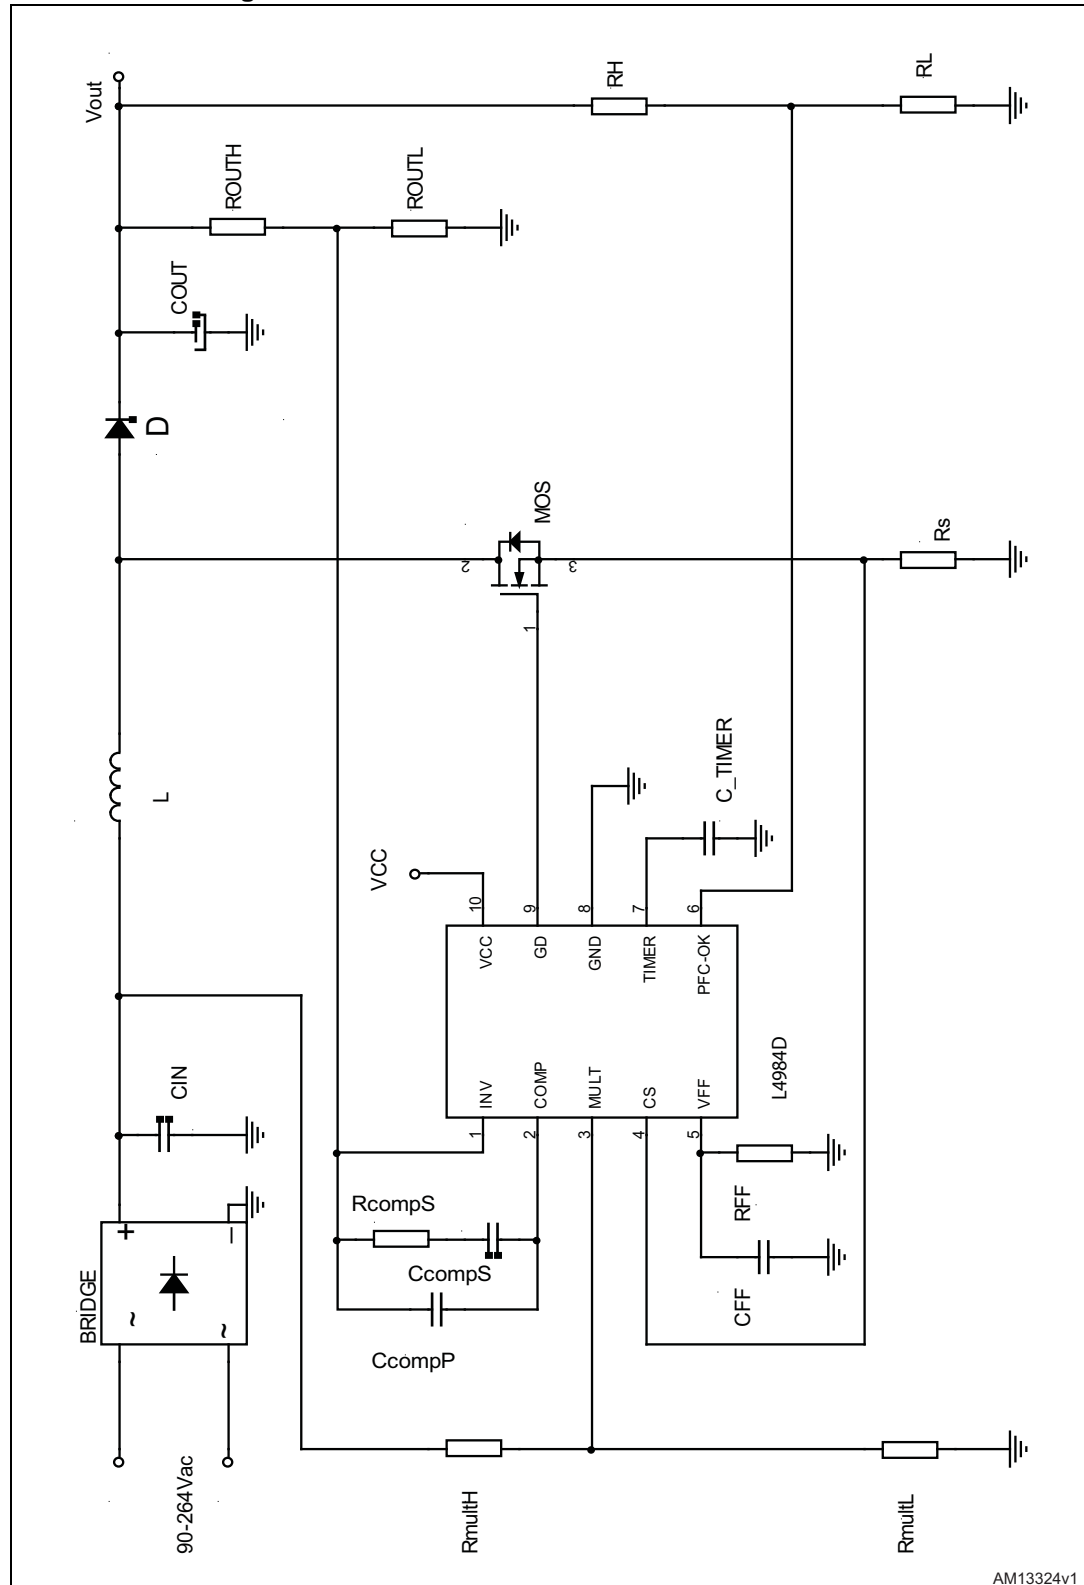 Vout
RH
RL
ROUTH
ROUTL
COUT
D
MOS
2
3
1
Rs
L
C_TIMER
VCC
10
9
8
7
6
VCC
GD
GND
TIMER
PFC-OK
INV
COMP
MULT
CS
VFF
L4984D
1
2
3
4
5
CIN
RcompS
CcompS
CcompP
RFF
CFF
BRIDGE
+
–
~
~
90-264Vac
RmultH
RmultL
AM13324v1